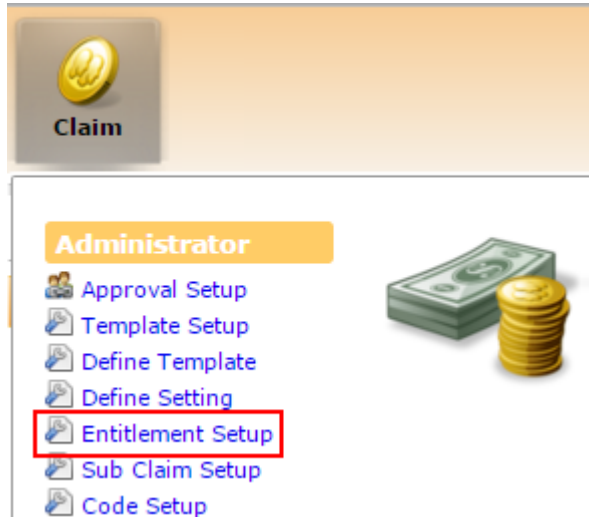 Claim
Administrator
Approval Setup
Template Setup
Define Template
Define Setting
Entitlement Setup
Sub Claim Setup
Code Setup